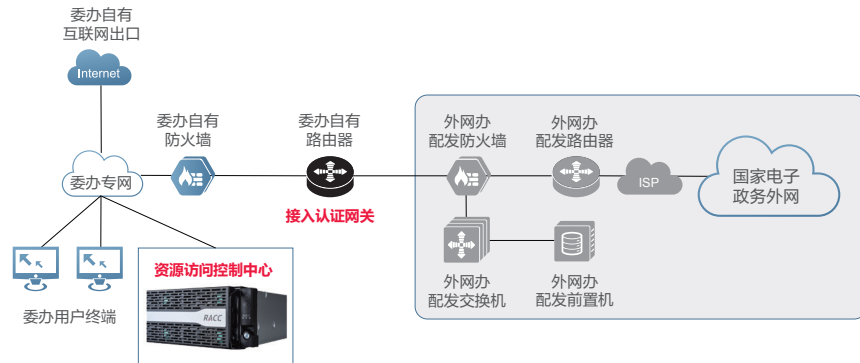 委办自有
互联网出口
Internet
委办专网
委办自有
防火墙
委办自有
路由器
接入认证网关
外网办
配发防火墙
外网办
配发路由器
ISP
国家电子
政务外网
外网办
配发交换机
外网办
配发前置机
委办用户终端
资源访问控制中心
RACC